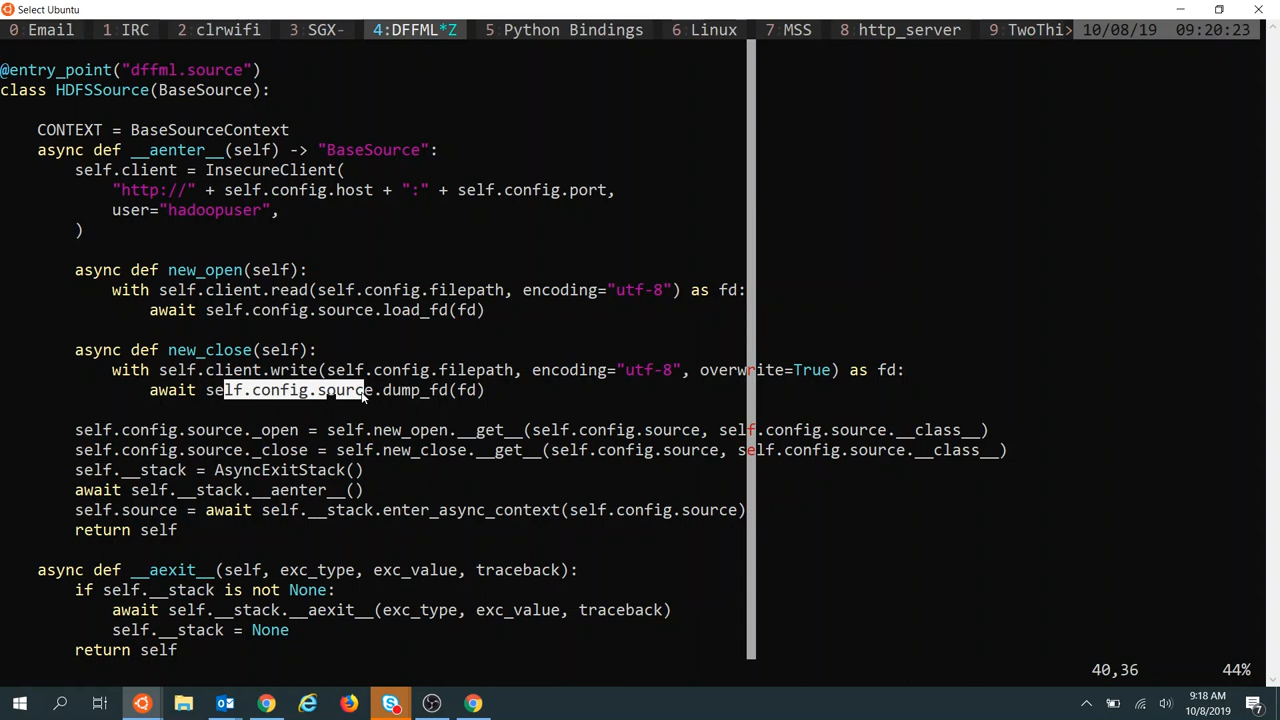 Select Ubuntu
0 Email 1 IRC 2 clrwifi 3 SGX- 4:DFFML*Z 5 Python Bindings 6 Linux 7 MSS 8 http_server 9 TwoThi> 10/08/19 09:20:23
@entry_point("dffml.source")
class HDFSSource(BaseSource):
CONTEXT = BaseSourceContext
async def __aenter__(self) -> "BaseSource":
self.client = InsecureClient(
"http://" + self.config.host + ":" + self.config.port,
user="hadoopuser",
)
async def new_open(self):
with self.client.read(self.config.filepath, encoding="utf-8") as fd:
await self.config.source.load_fd(fd)
async def new_close(self):
with self.client.write(self.config.filepath, encoding="utf-8", overwrite=True) as fd:
await self.config.source.dump_fd(fd)
self.config.source._open = self.new_open.__get__(self.config.source, self.config.source.__class__)
self.config.source._close = self.new_close.__get__(self.config.source, self.config.source.__class__)
self.__stack = AsyncExitStack()
await self.__stack.__aenter__()
self.source = await self.__stack.enter_async_context(self.config.source)
return self
async def __aexit__(self, exc_type, exc_value, traceback):
if self.__stack is not None:
await self.__stack.__aexit__(exc_type, exc_value, traceback)
self.__stack = None
return self
40,36 44%
9:18 AM
10/8/2019
7